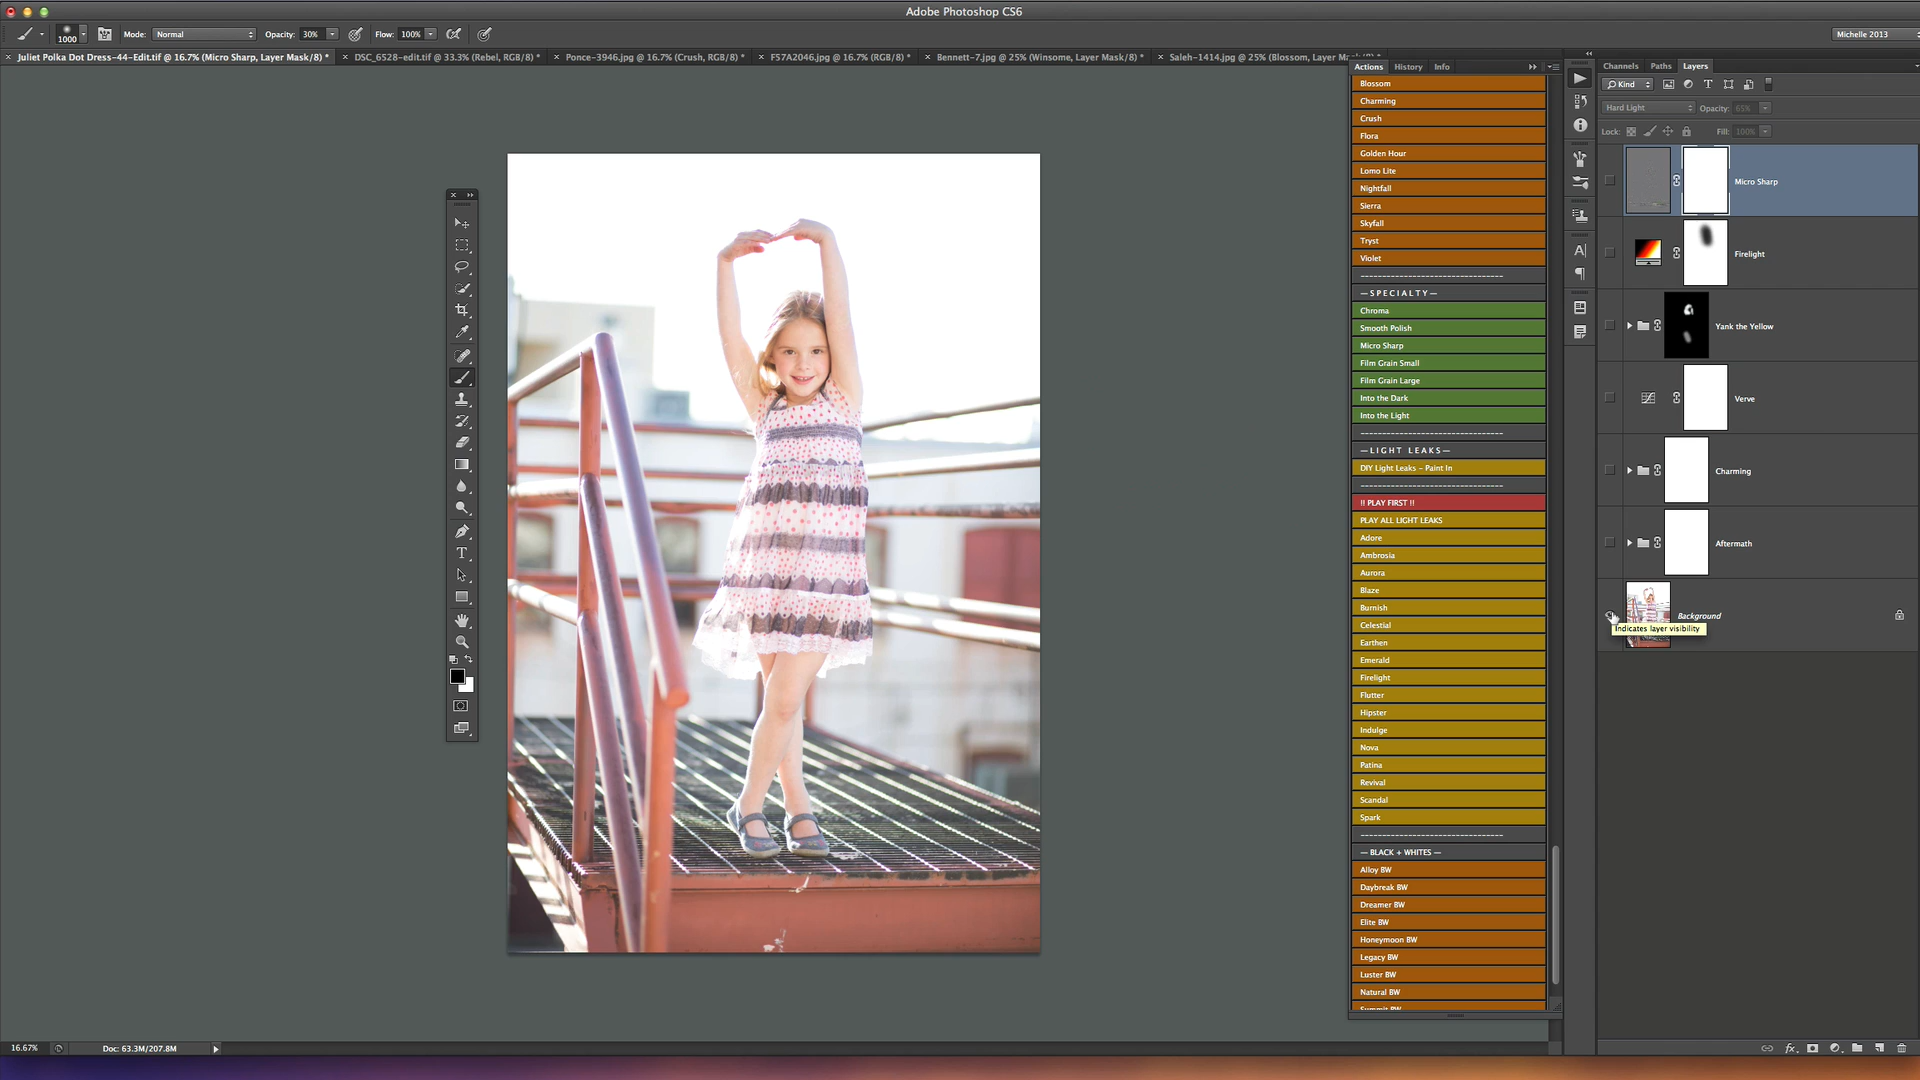 Adobe Photoshop CS6
1000
Mode: Normal
Opacity: 30%
Flow: 100%
Michelle 2013
Juliet Polka Dot Dress-44-Edit.tif @ 16.7% (Micro Sharp, Layer Mask/8) *
DSC_6528-edit.tif @ 33.3% (Rebel, RGB/8) *
Ponce-3946.jpg @ 16.7% (Crush, RGB/8) *
F57A2046.jpg @ 16.7% (RGB/8) *
Bennett-7.jpg @ 25% (Winsome, Layer Mask/8) *
Saleh-1414.jpg @ 25% (Blossom, Layer
Actions
History
Info
Blossom
Charming
Crush
Flora
Golden Hour
Lomo Lite
Nightfall
Sierra
Skyfall
Tryst
Violet
—SPECIALTY—
Chroma
Smooth Polish
Micro Sharp
Film Grain Small
Film Grain Large
Into the Dark
Into the Light
—LIGHT LEAKS—
DIY Light Leaks - Paint In
!! PLAY FIRST !!
PLAY ALL LIGHT LEAKS
Adore
Ambrosia
Aurora
Blaze
Burnish
Celestial
Earthen
Emerald
Firelight
Flutter
Hipster
Indulge
Nova
Patina
Revival
Scandal
Spark
— BLACK + WHITES —
Alloy BW
Daybreak BW
Dreamer BW
Elite BW
Honeymoon BW
Legacy BW
Luster BW
Natural BW
Channels
Paths
Layers
Kind
Hard Light
Opacity: 65%
Lock:
Fill: 100%
Micro Sharp
Firelight
Yank the Yellow
Verve
Charming
Aftermath
Background
Indicates layer visibility
16.67%
Doc: 63.3M/207.8M